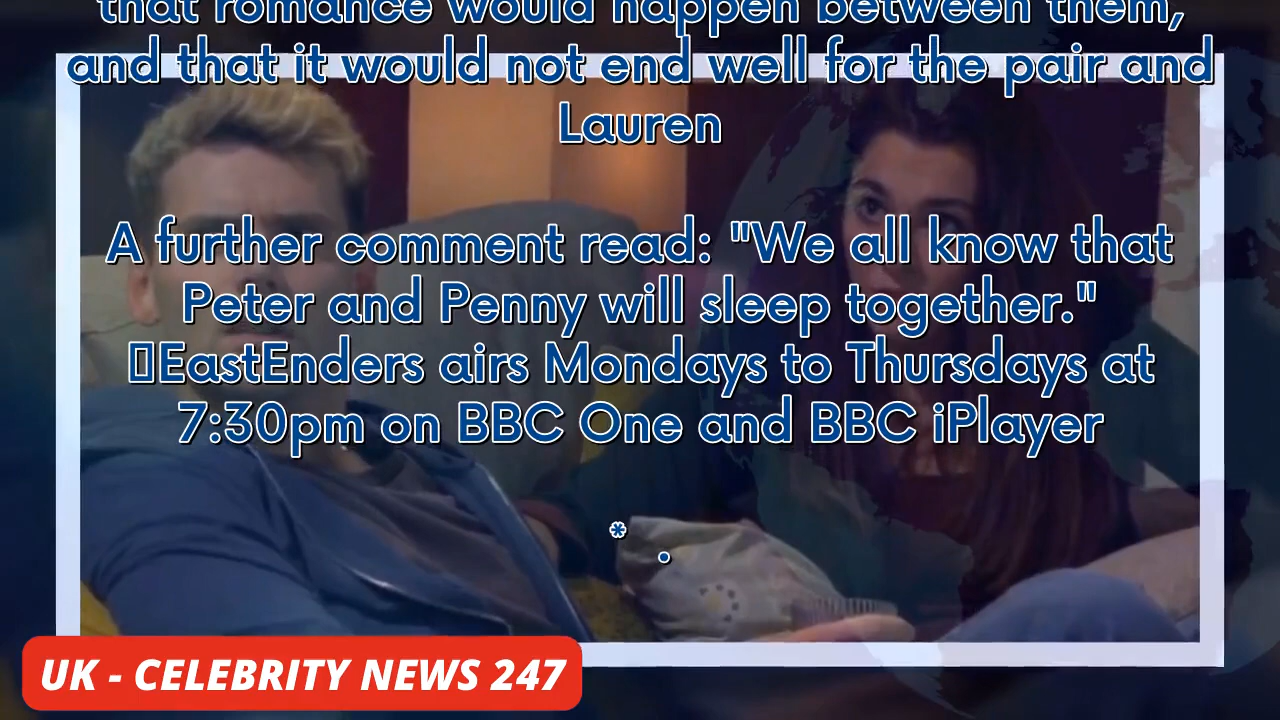 that romance would happen between them,
and that it would not end well for the pair and
Lauren
A further comment read: "We all know that
Peter and Penny will sleep together."
▯EastEnders airs Mondays to Thursdays at
7:30pm on BBC One and BBC iPlayer
*
.
UK - CELEBRITY NEWS 247